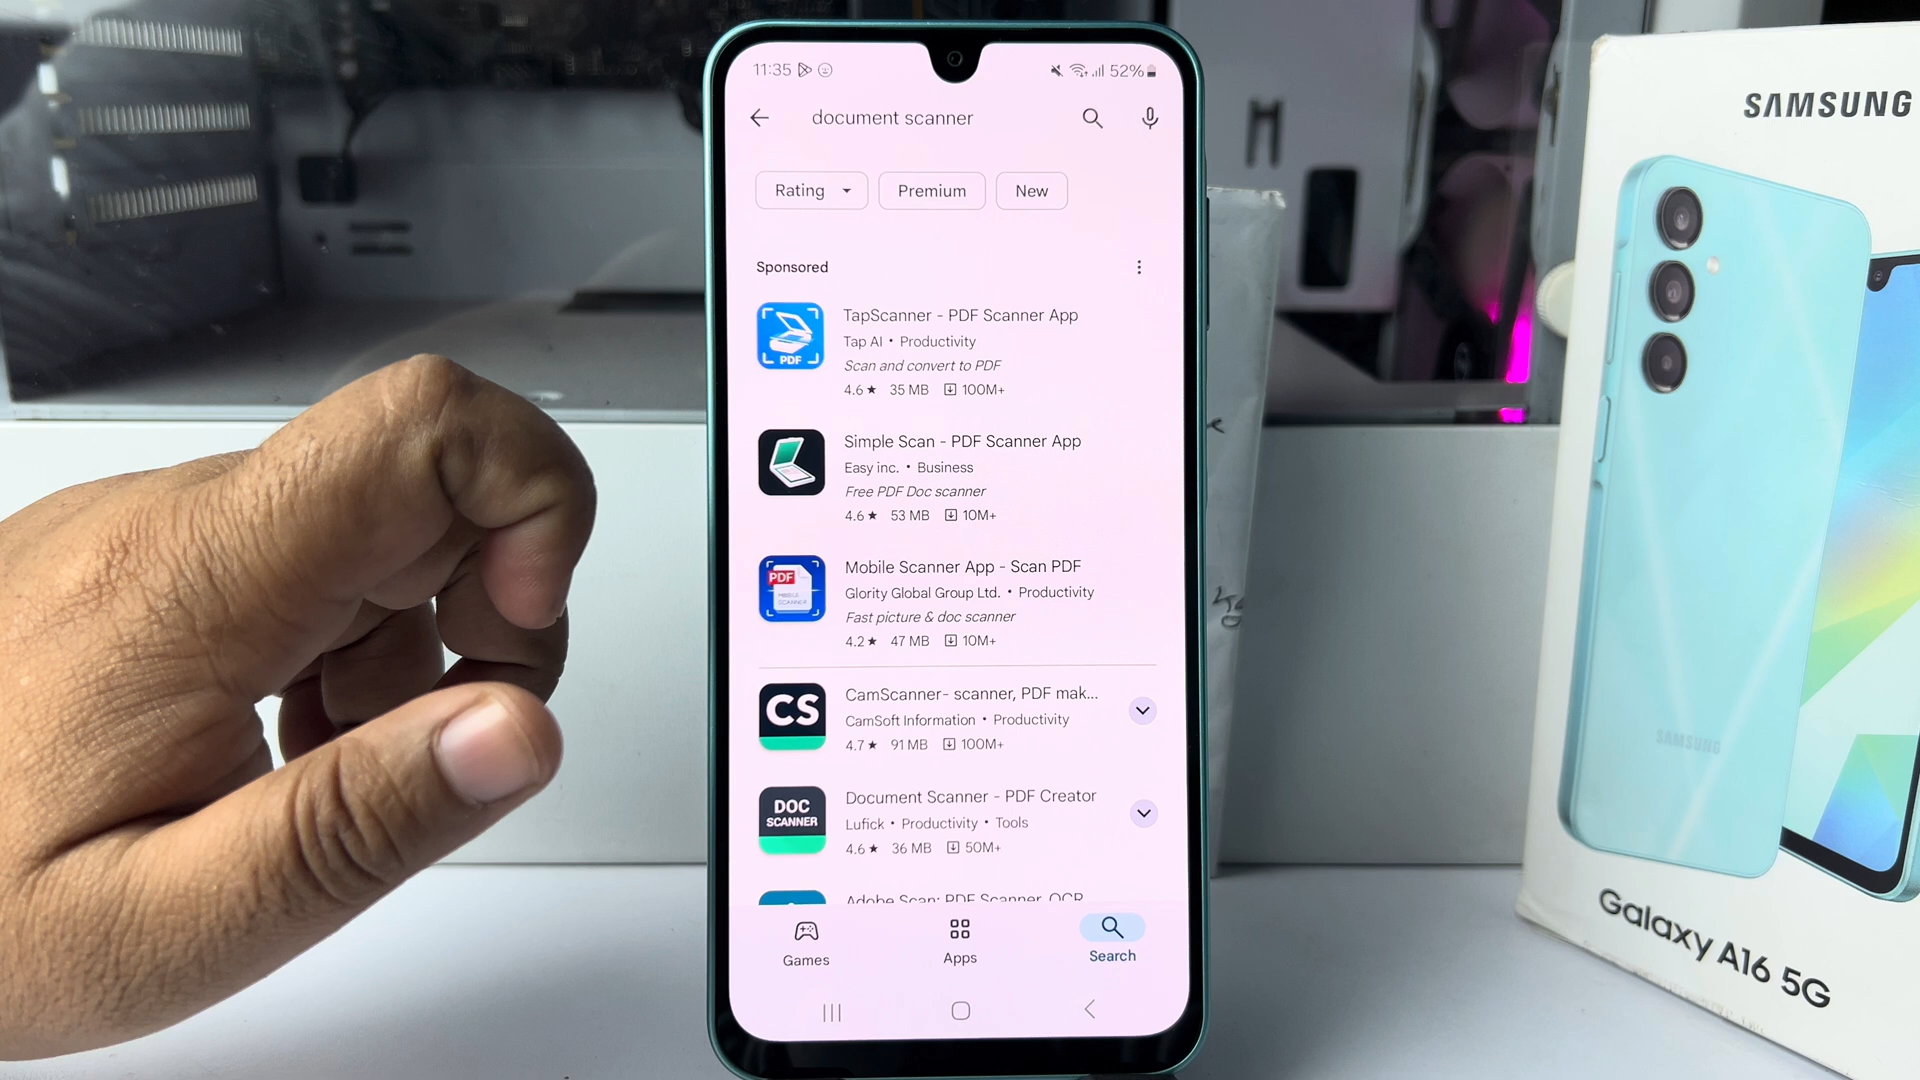 11:35
52%
document scanner
Rating
Premium
New
Sponsored
TapScanner - PDF Scanner App
Tap AI • Productivity
Scan and convert to PDF
4.6 ★ 35 MB 100M+
PDF
Simple Scan - PDF Scanner App
Easy inc. • Business
Free PDF Doc scanner
4.6 ★ 53 MB 10M+
Mobile Scanner App - Scan PDF
Glority Global Group Ltd. • Productivity
Fast picture & doc scanner
4.2 ★ 47 MB 10M+
PDF
MOBILE
SCANNER
CamScanner- scanner, PDF mak...
CamSoft Information • Productivity
4.7 ★ 91 MB 100M+
CS
Document Scanner - PDF Creator
Lufick • Productivity • Tools
4.6 ★ 36 MB 50M+
DOC
SCANNER
Adobe Scan: PDF Scanner, OCR
Games
Apps
Search
SAMSUNG
SAMSUNG
Galaxy A16 5G